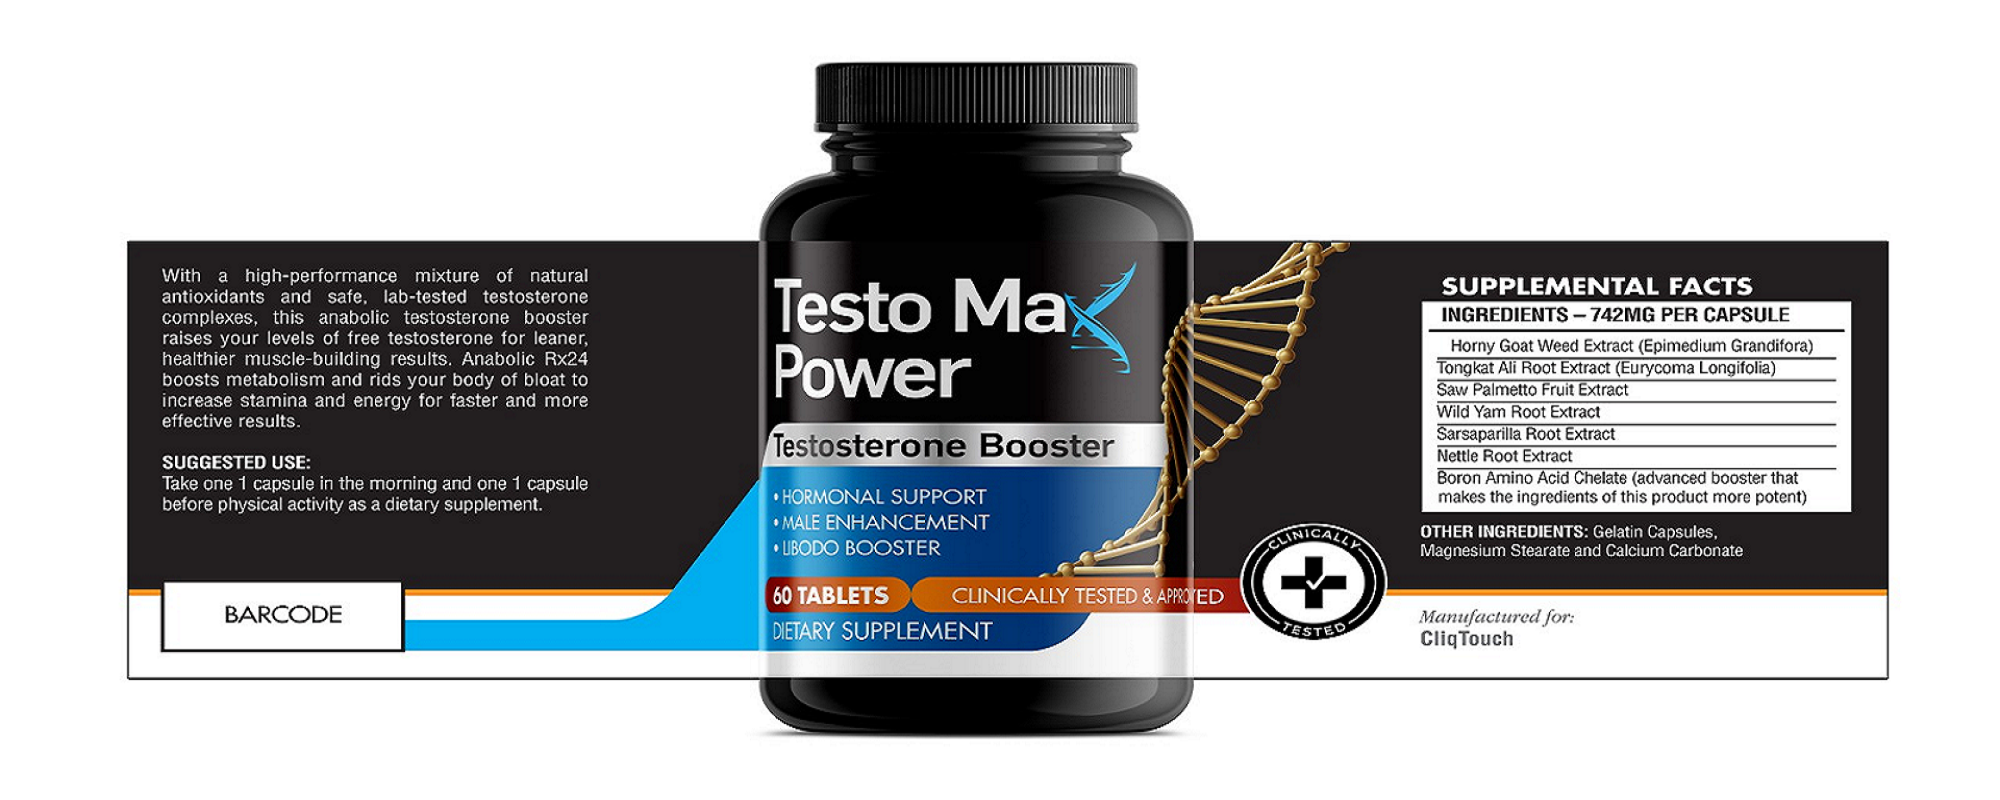 With a high-performance mixture of natural
antioxidants and safe, lab-tested testosterone
complexes, this anabolic testosterone booster
raises your levels of free testosterone for leaner,
healthier muscle-building results. Anabolic Rx24
boosts metabolism and rids your body of bloat to
increase stamina and energy for faster and more
effective results.
SUGGESTED USE:
Take one 1 capsule in the morning and one 1 capsule
before physical activity as a dietary supplement.
BARCODE
Testo Max
Power
Testosterone Booster
• HORMONAL SUPPORT
• MALE ENHANCEMENT
• LIBODO BOOSTER
60 TABLETS
CLINICALLY TESTED & APPROVED
DIETARY SUPPLEMENT
CLINICALLY
TESTED
SUPPLEMENTAL FACTS
INGREDIENTS – 742MG PER CAPSULE
Horny Goat Weed Extract (Epimedium Grandifora)
Tongkat Ali Root Extract (Eurycoma Longifolia)
Saw Palmetto Fruit Extract
Wild Yam Root Extract
Sarsaparilla Root Extract
Nettle Root Extract
Boron Amino Acid Chelate (advanced booster that
makes the ingredients of this product more potent)
OTHER INGREDIENTS: Gelatin Capsules,
Magnesium Stearate and Calcium Carbonate
Manufactured for:
CliqTouch